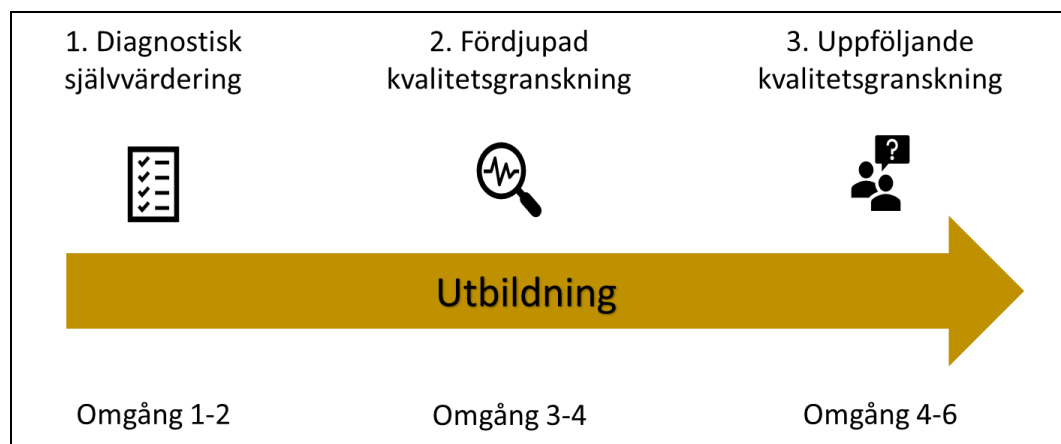 1. Diagnostisk
självvärdering
2. Fördjupad
kvalitetsgranskning
3. Uppföljande
kvalitetsgranskning
?
Utbildning
Omgång 1-2
Omgång 3-4
Omgång 4-6